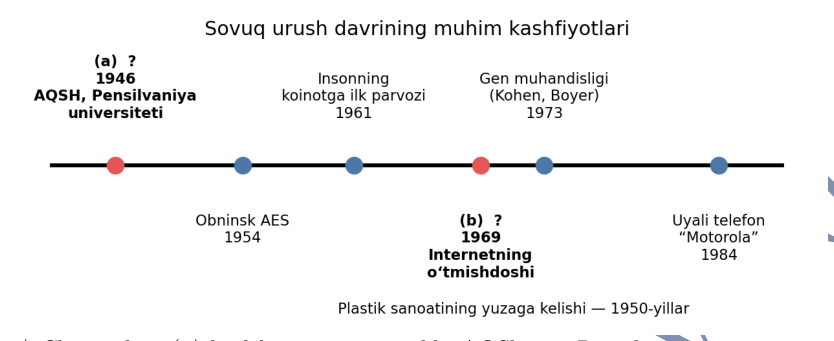 Sovuq urush davrining muhim kashfiyotlari
(a) ?
1946
AQSH, Pensilvaniya
universiteti
Insonning
koinotga ilk parvozi
1961
Gen muhandisligi
(Kohen, Boyer)
1973
Obninsk AES
1954
(b) ?
1969
Internetning
o‘tmishdoshi
Uyali telefon
“Motorola”
1984
Plastik sanoatining yuzaga kelishi — 1950-yillar